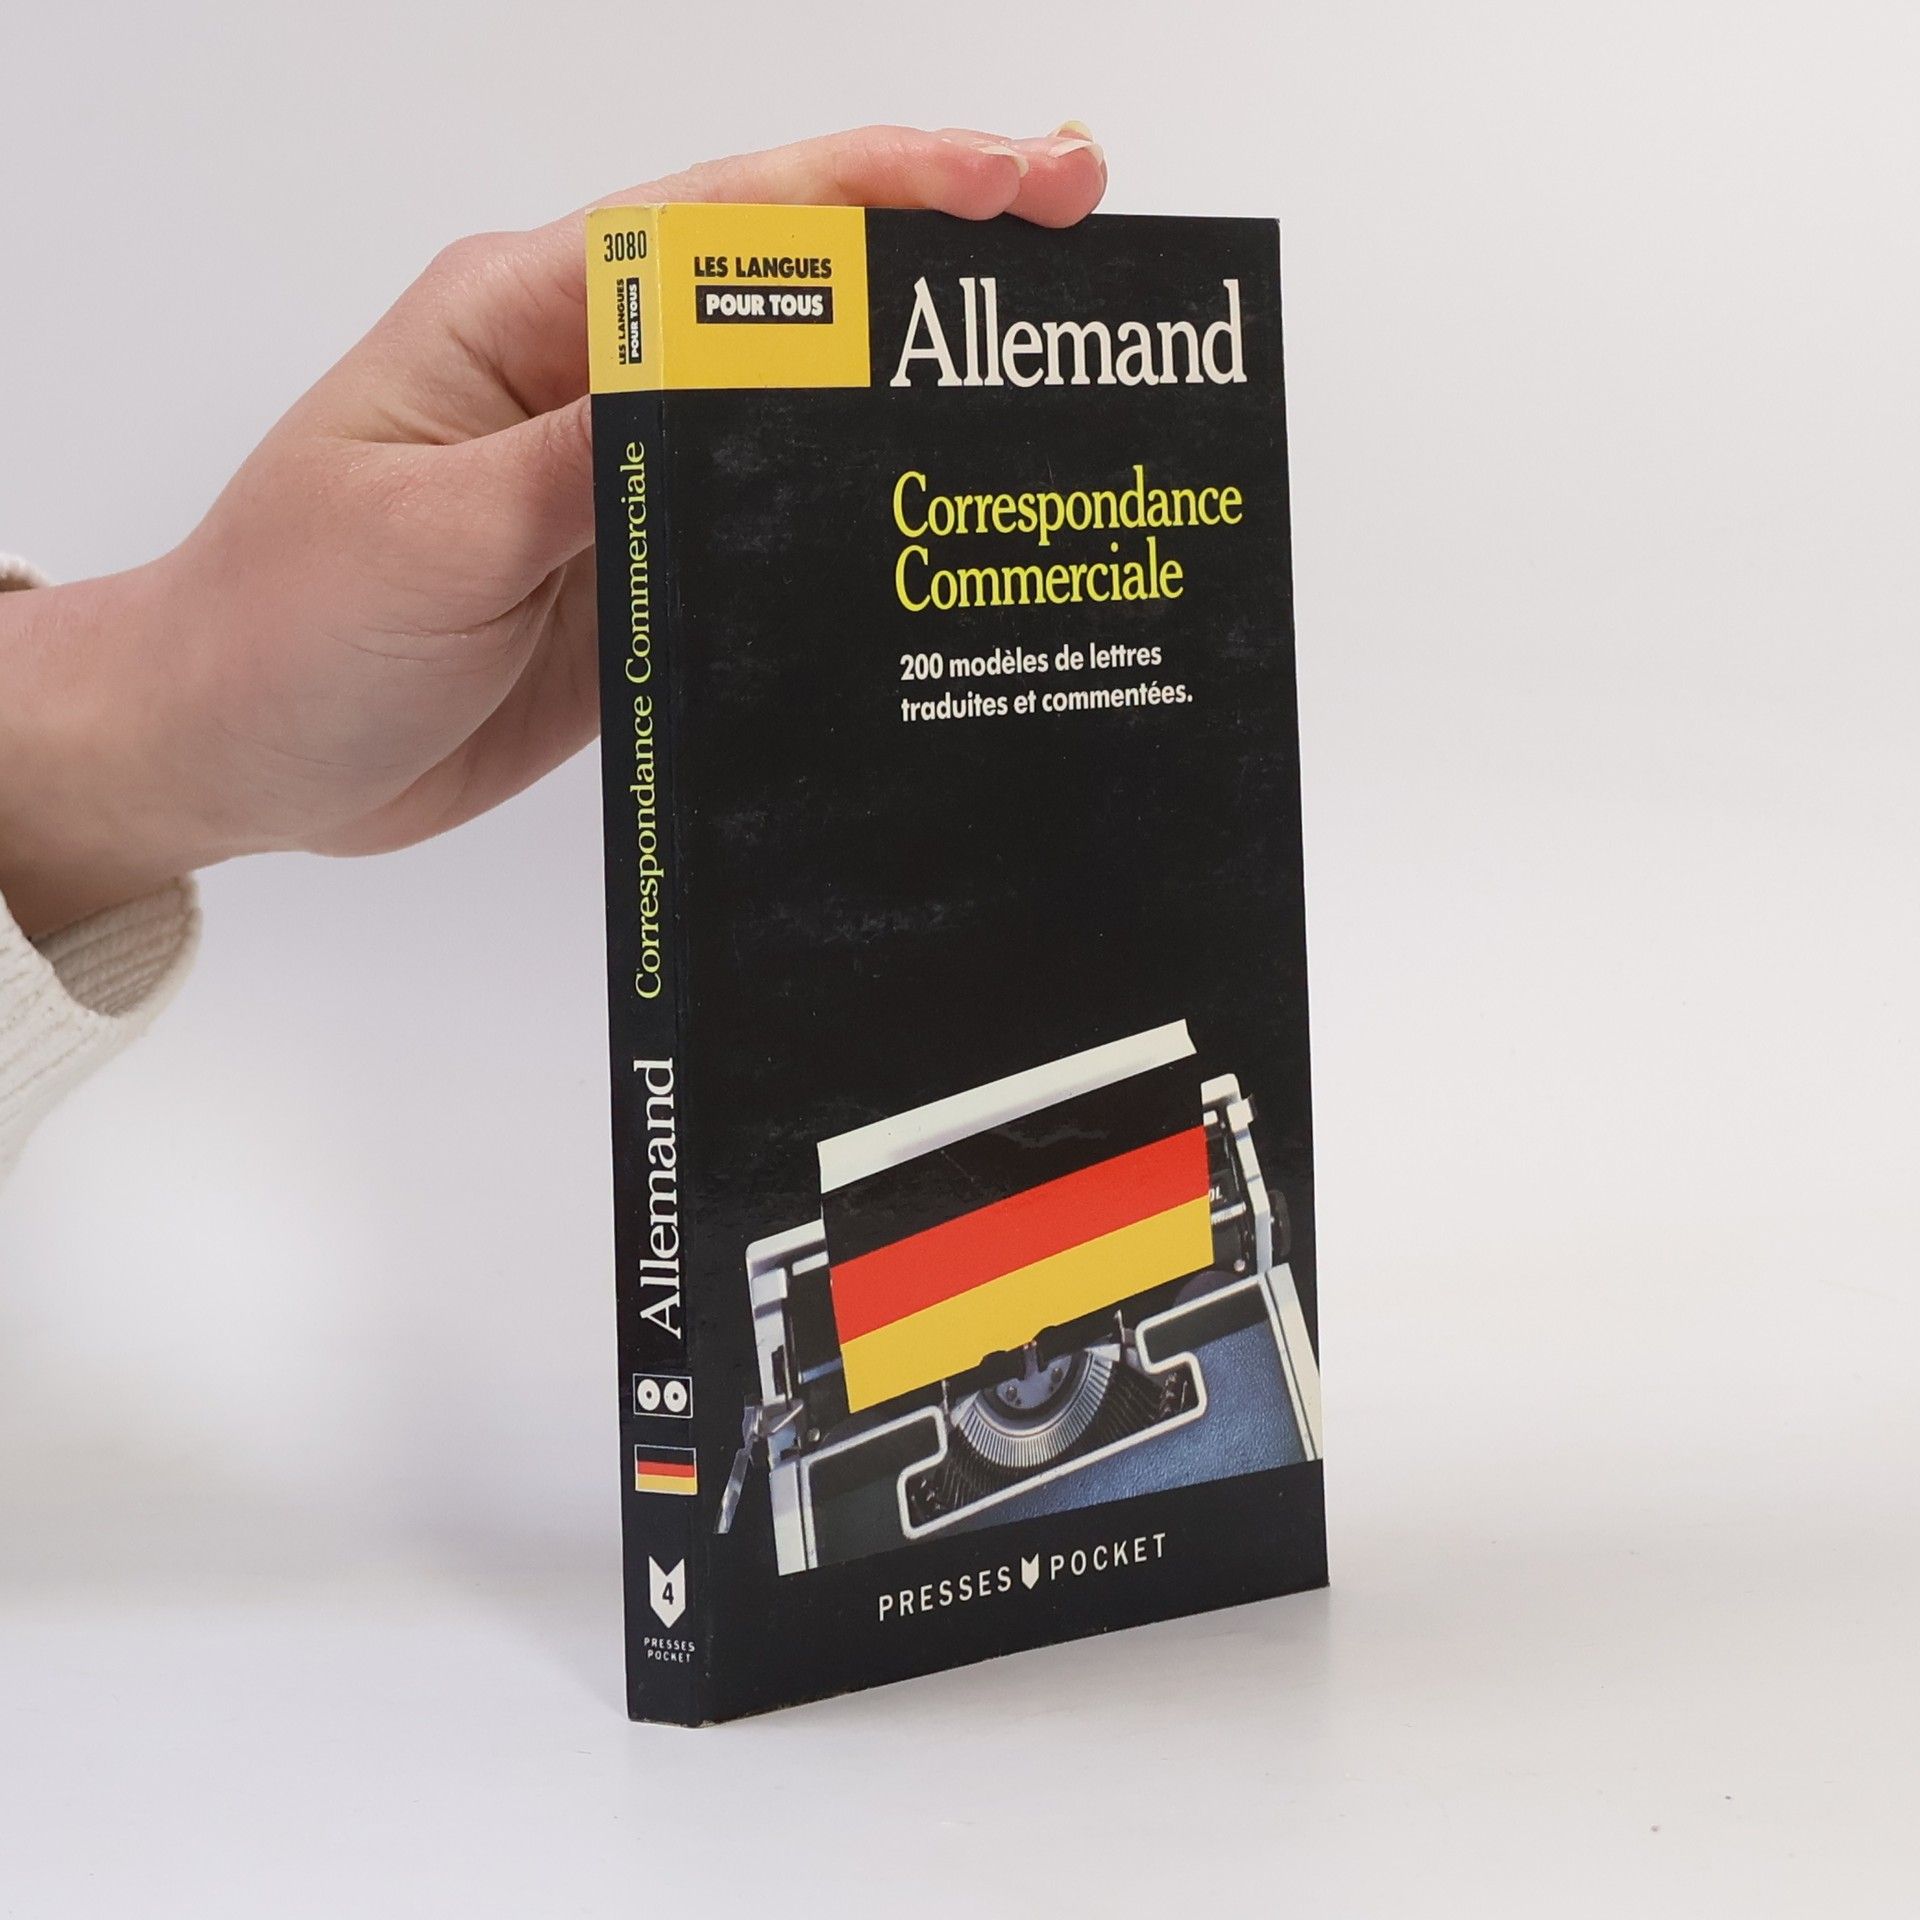 3080
LES LANGUES
POUR TOUS
Correspondance Commerciale
Allemand
4
PRESSES
POCKET
LES LANGUES
POUR TOUS
Allemand
Correspondance
Commerciale
200 modèles de lettres
traduites et commentées.
PRESSES POCKET